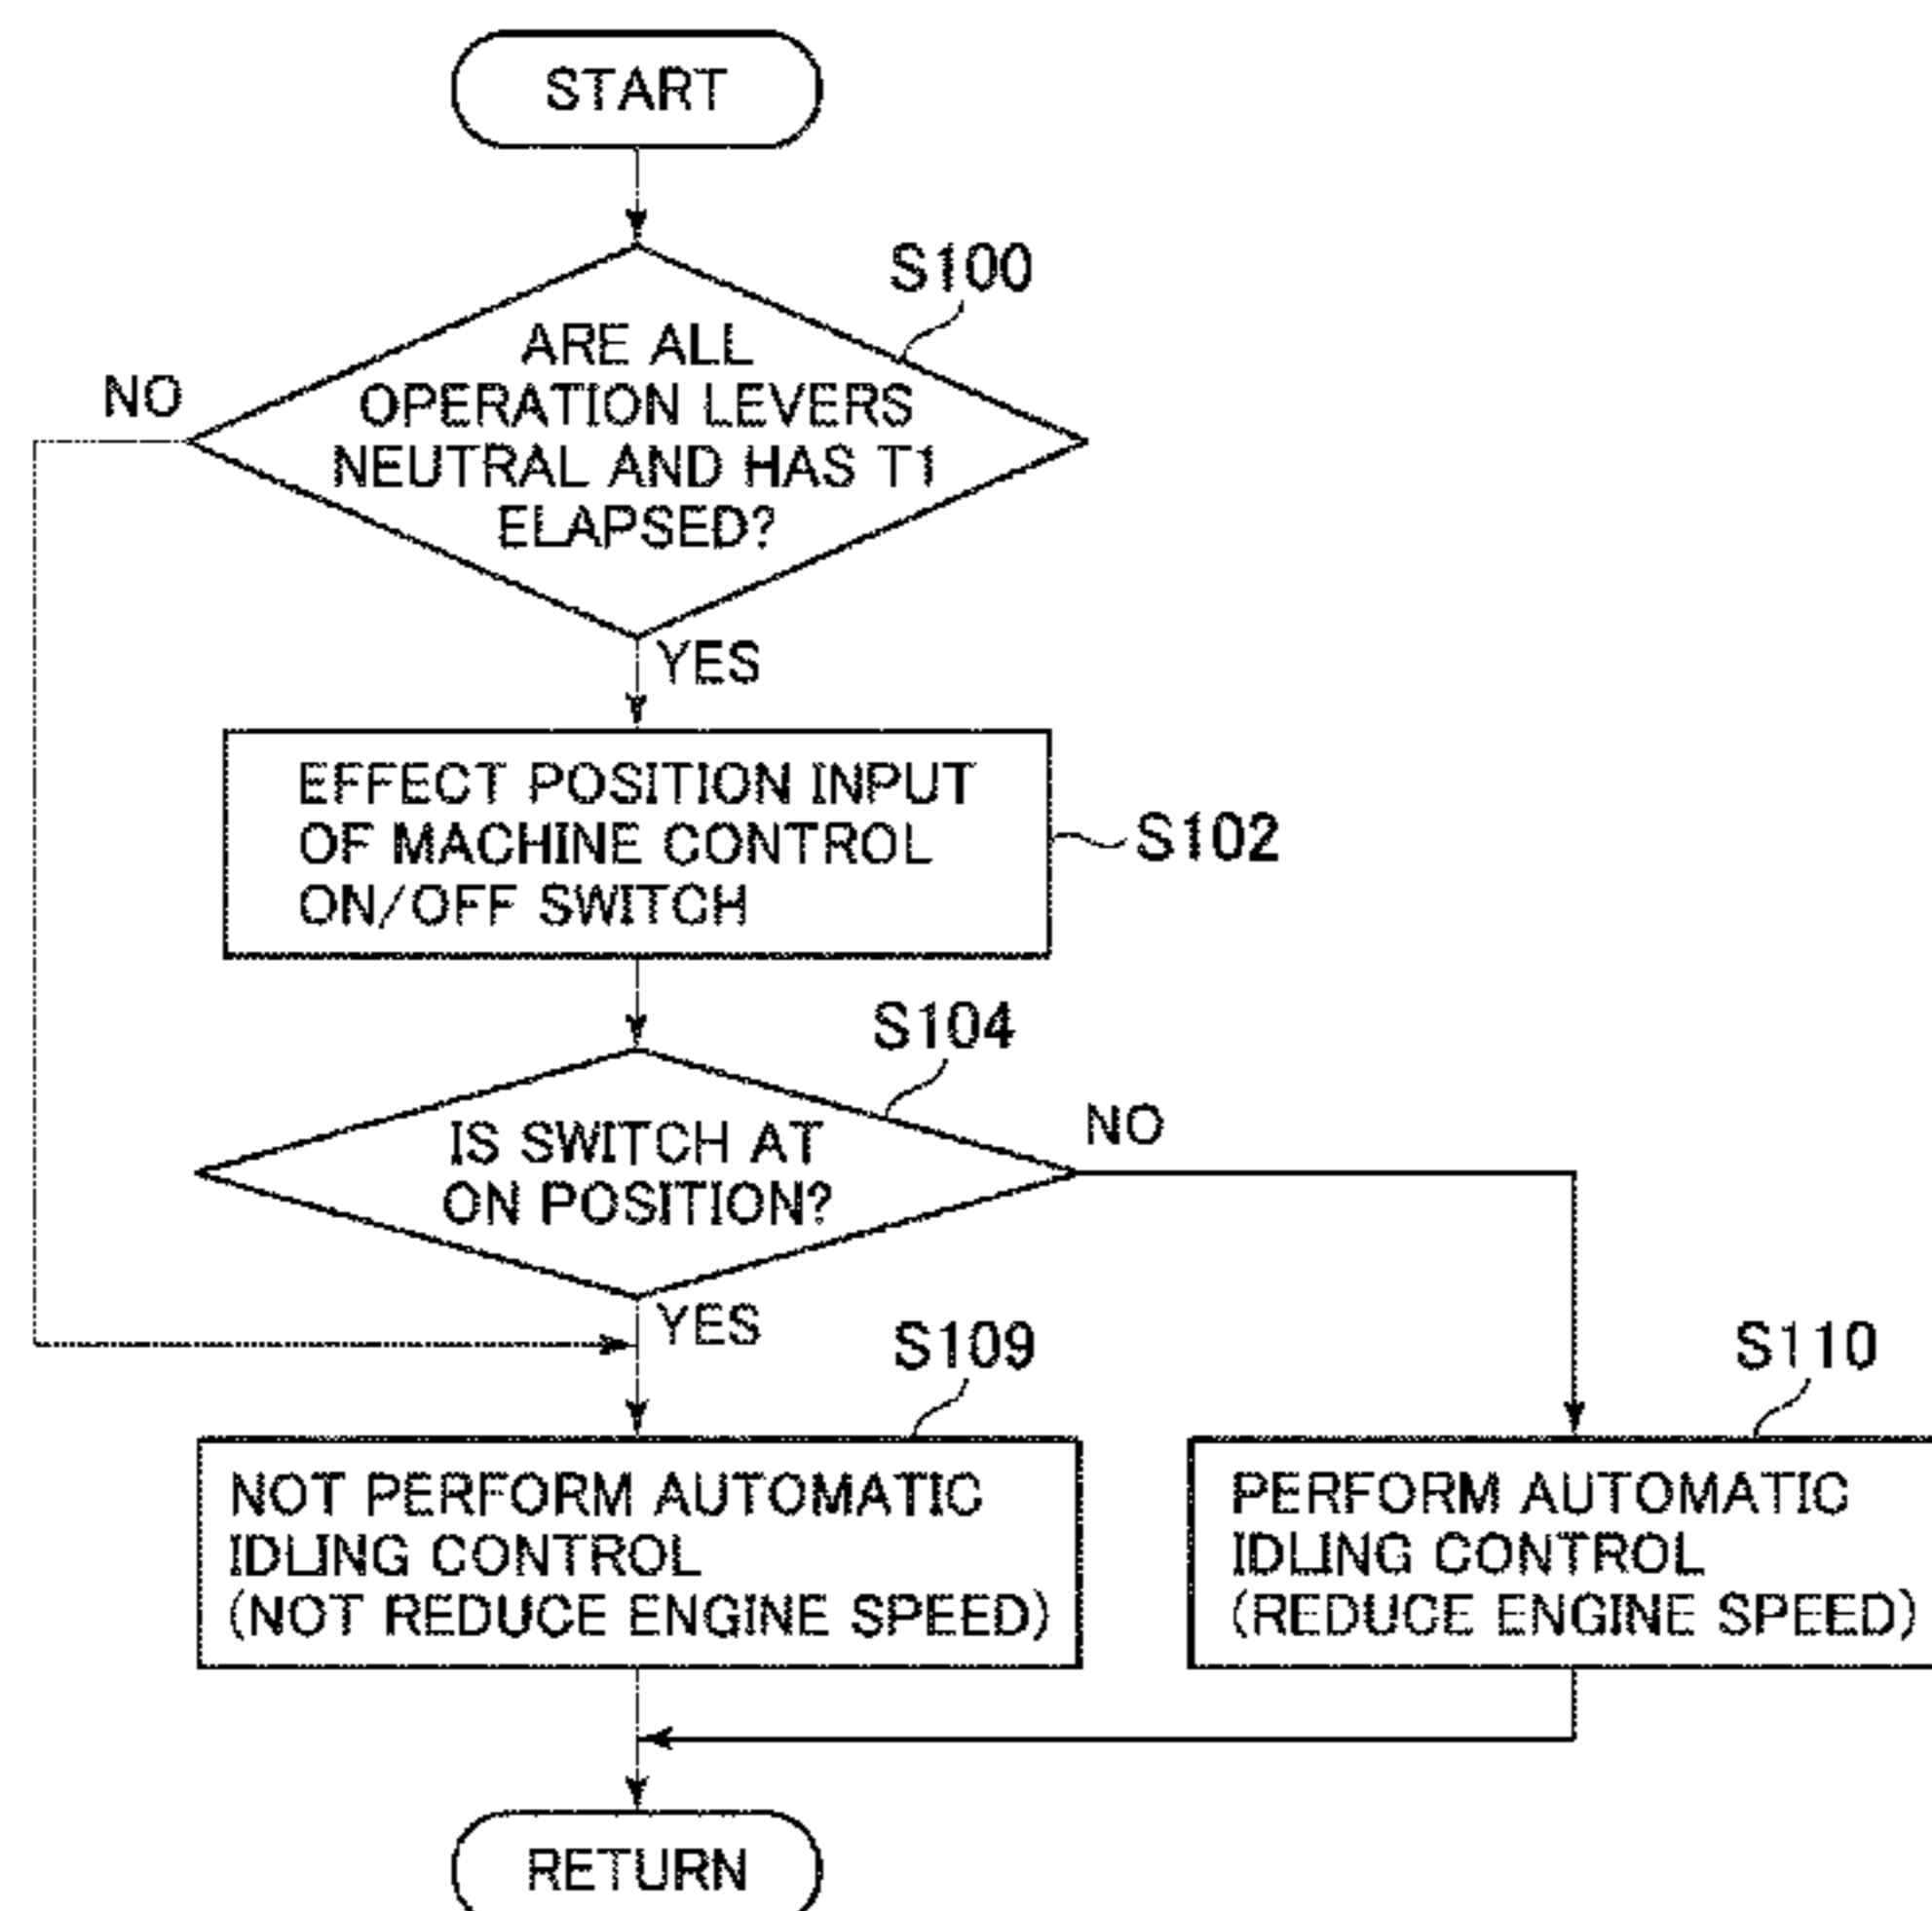 START
S100
ARE ALL
OPERATION LEVERS
NEUTRAL AND HAS T1
ELAPSED?
NO
YES
EFFECT POSITION INPUT
OF MACHINE CONTROL
ON/OFF SWITCH
S102
S104
IS SWITCH AT
ON POSITION?
NO
YES
S109
NOT PERFORM AUTOMATIC
IDLING CONTROL
(NOT REDUCE ENGINE SPEED)
S110
PERFORM AUTOMATIC
IDLING CONTROL
(REDUCE ENGINE SPEED)
RETURN